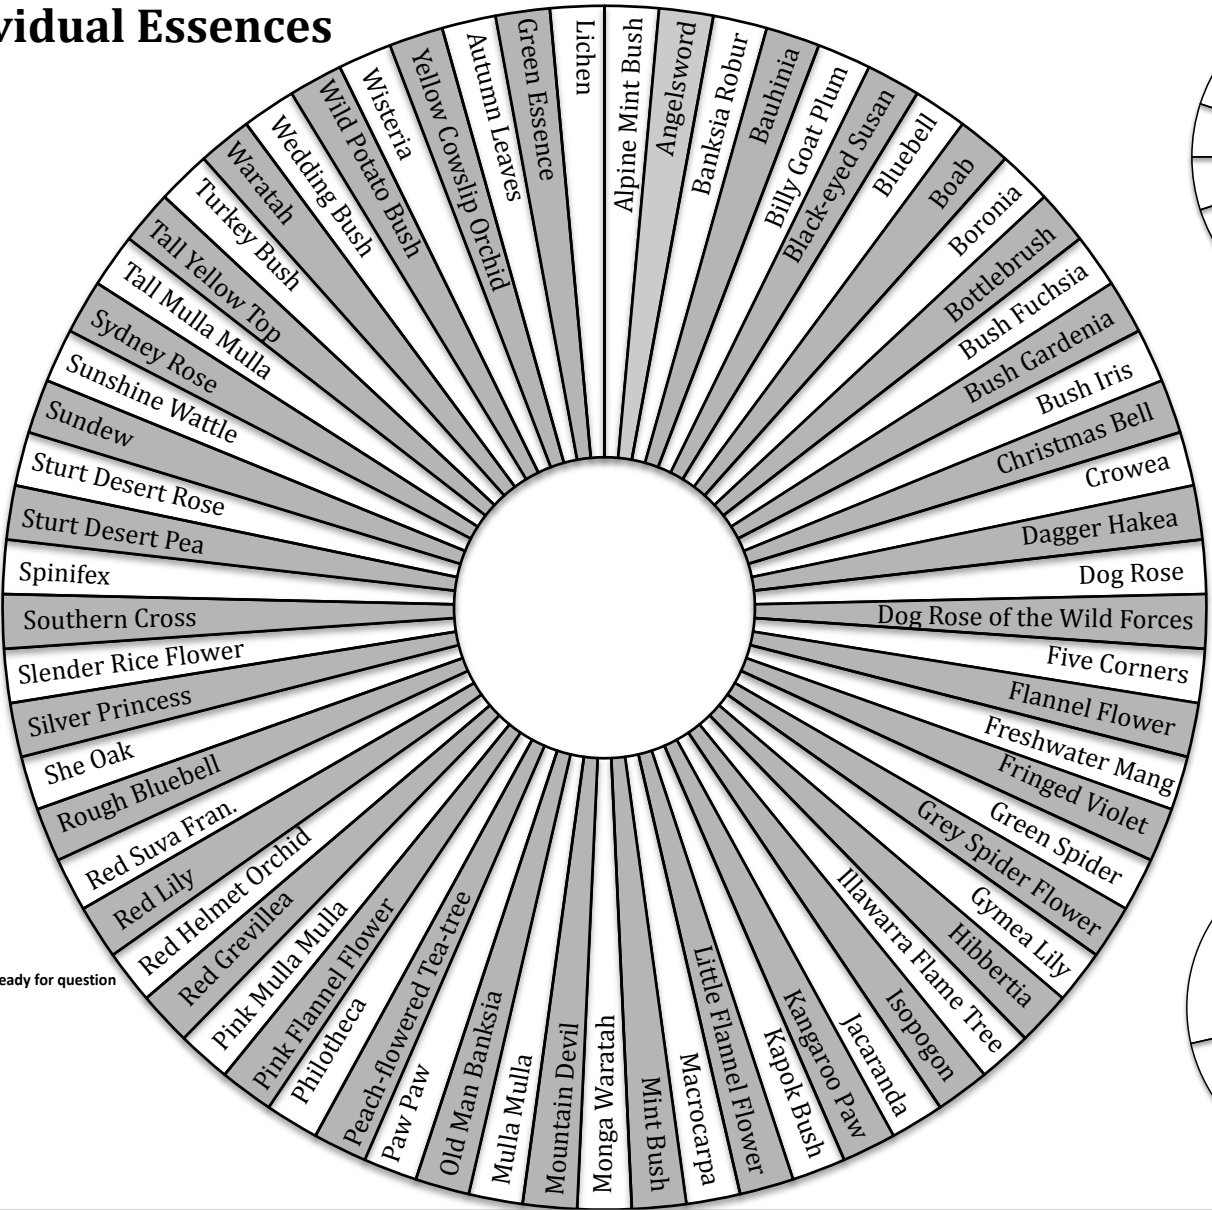 vidual Essences
Alpine Mint Bush
Angelsword
Banksia Robur
Bauhinia
Billy Goat Plum
Black-eyed Susan
Bluebell
Boab
Boronia
Bottlebrush
Bush Fuchsia
Bush Gardenia
Bush Iris
Christmas Bell
Crowea
Dagger Hakea
Dog Rose
Dog Rose of the Wild Forces
Five Corners
Flannel Flower
Freshwater Mang
Fringed Violet
Green Spider
Grey Spider Flower
Gymea Lily
Hibbertia
Illawarra Flame Tree
Isopogon
Jacaranda
Kangaroo Paw
Kapok Bush
Little Flannel Flower
Macrocarpa
Mint Bush
Monga Waratah
Mountain Devil
Mulla Mulla
Old Man Banksia
Paw Paw
Peach-flowered Tea-tree
Philotheca
Pink Flannel Flower
Pink Mulla Mulla
Red Grevillea
Red Helmet Orchid
Red Lily
Red Suva Fran.
Rough Bluebell
She Oak
Silver Princess
Slender Rice Flower
Southern Cross
Spinifex
Sturt Desert Pea
Sturt Desert Rose
Sundew
Sunshine Wattle
Sydney Rose
Tall Mulla Mulla
Tall Yellow Top
Turkey Bush
Waratah
Wedding Bush
Wild Potato Bush
Wisteria
Yellow Cowslip Orchid
Autumn Leaves
Green Essence
Lichen
eady for question